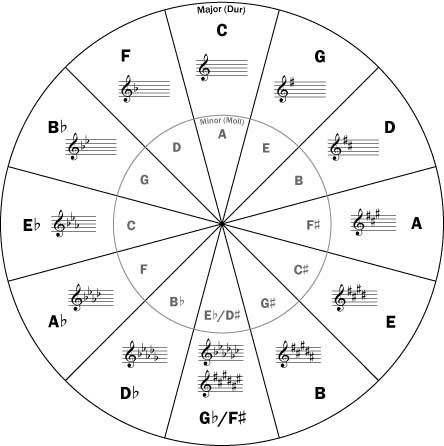 Major (Dur)
C
F
G
B♭
D
Minor (Moll)
A
D
E
G
B
E♭
C
F♯
A
F
C♯
B♭
G♯
E♭/D♯
A♭
E
D♭
B
G♭/F♯